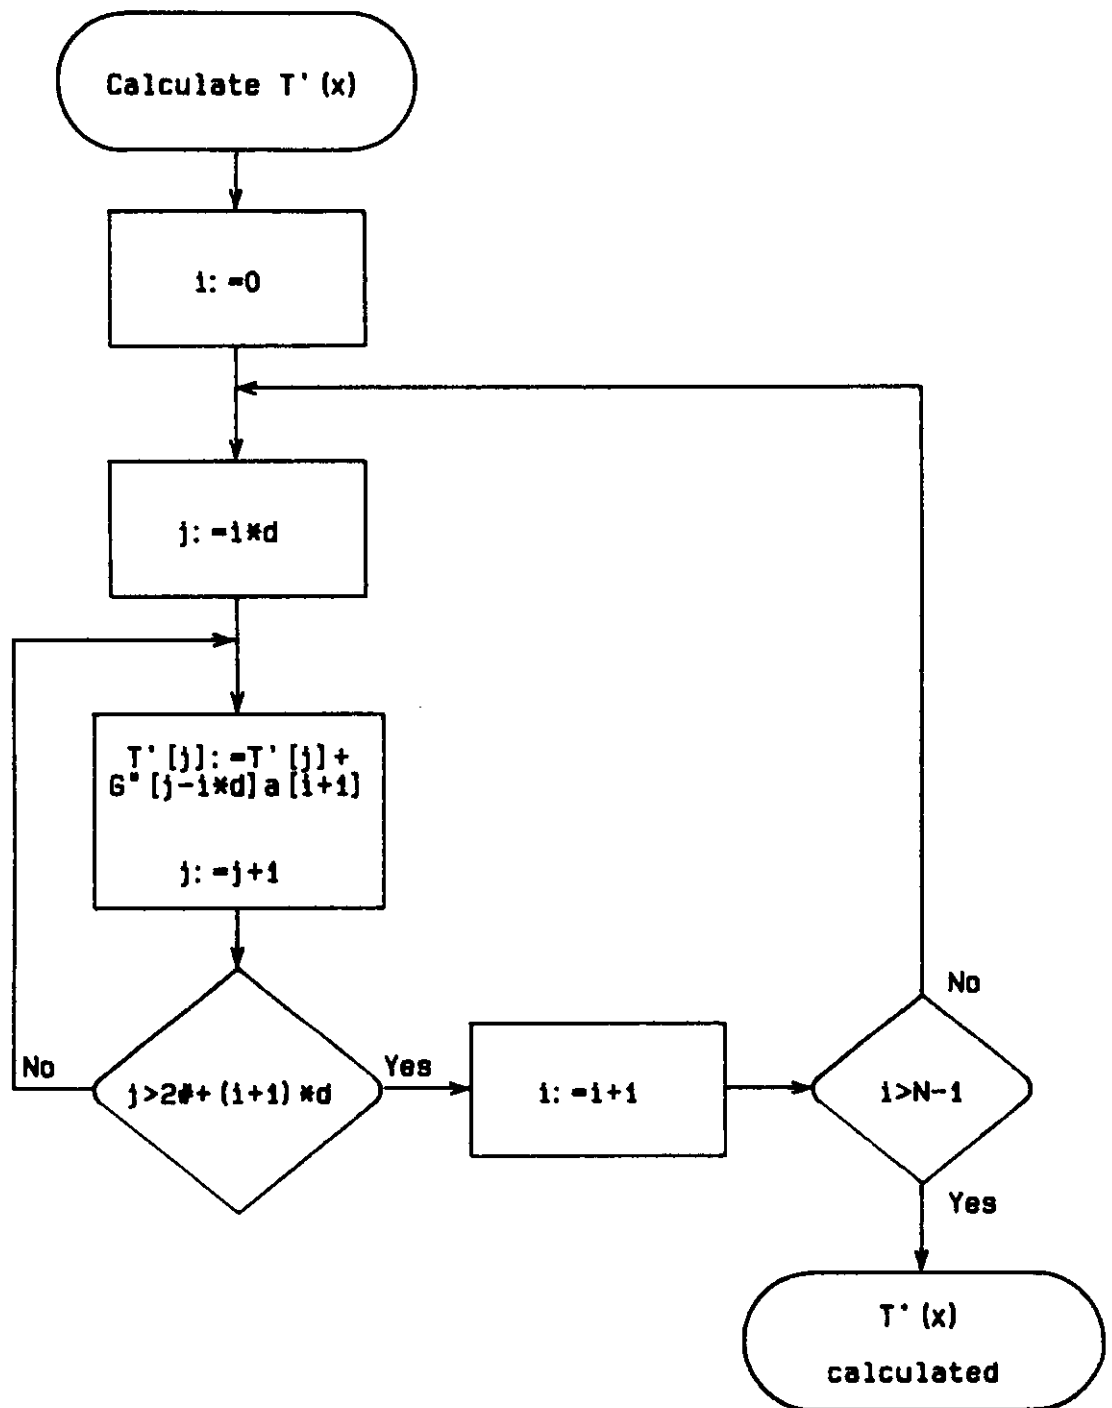 Calculate T'(x)
i:=0
j:=i*d
T'[j]:=T'[j]+
G"[j-i*d]a[i+1]
j:=j+1
No
j>2#+(i+1)*d
Yes
i:=i+1
i>N-1
No
Yes
T'(x)
calculated